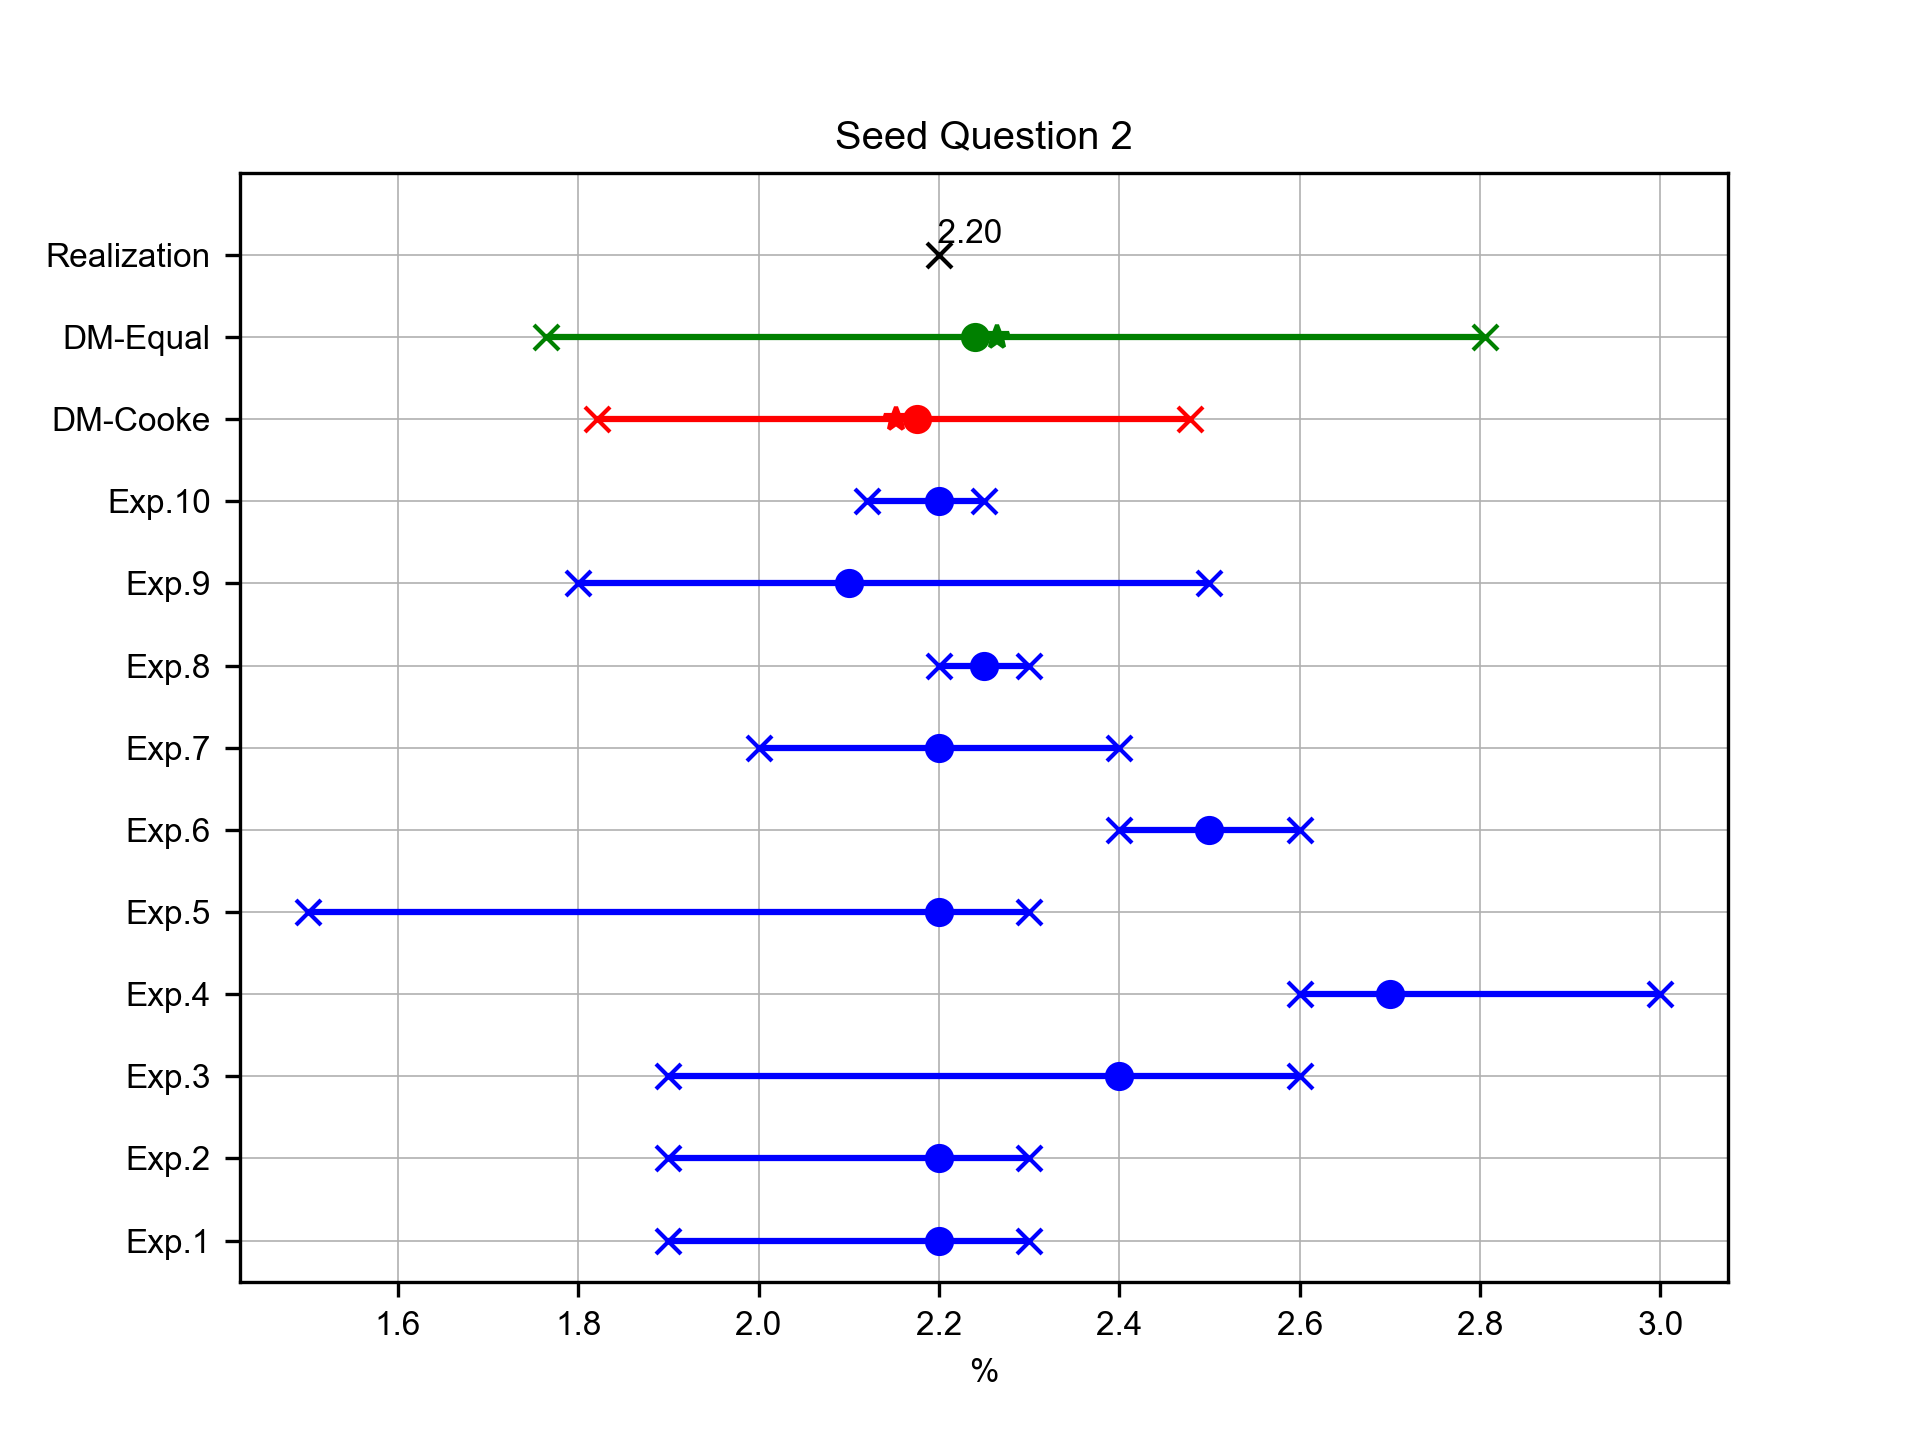 Seed Question 2
2.20
Realization
DM-Equal
DM-Cooke
Exp.10
Exp.9
Exp.8
Exp.7
Exp.6
Exp.5
Exp.4
Exp.3
Exp.2
Exp.1
1.6 1.8 2.0 2.2 2.4 2.6 2.8 3.0
%